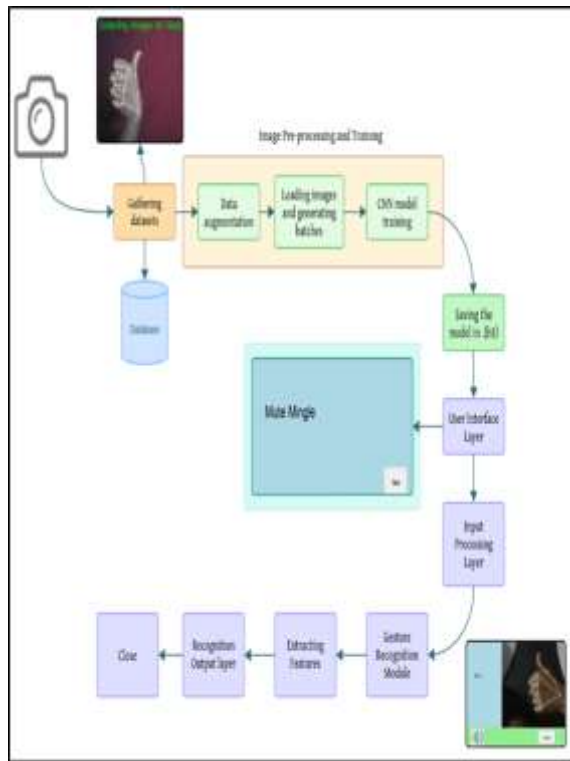 Image Pre-processing and Training
Gathering
datasets
Data
augmentation
Loading images
and generating
batches
CNN model
training
Database
Saving the
model in .(h5)
Mute Mingle
User Interface
Layer
Input
Processing
Layer
Close
Recognition
Output layer
Extracting
Features
Gesture
Recognition
Module